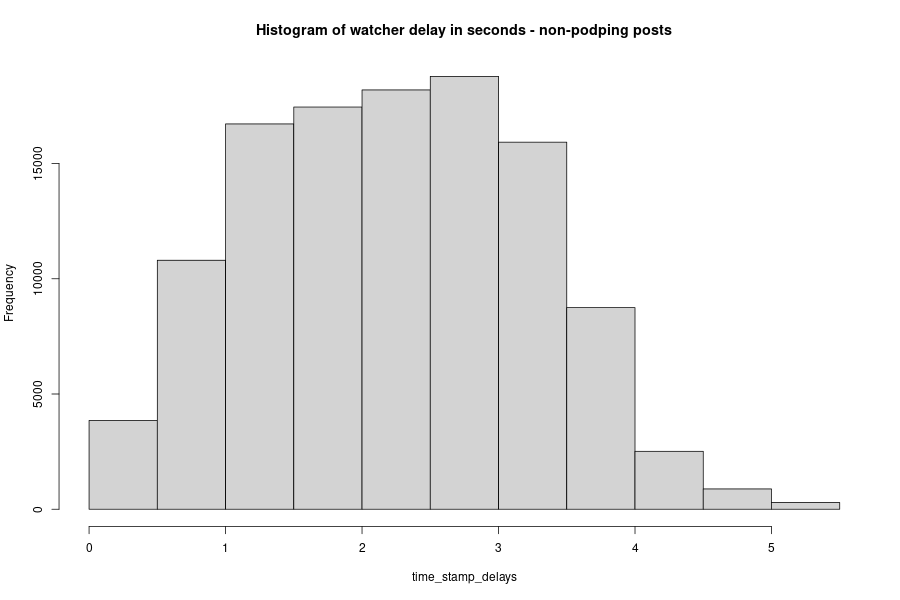 Histogram of watcher delay in seconds - non-podping posts
Frequency
15000
10000
5000
0
0 1 2 3 4 5
time_stamp_delays